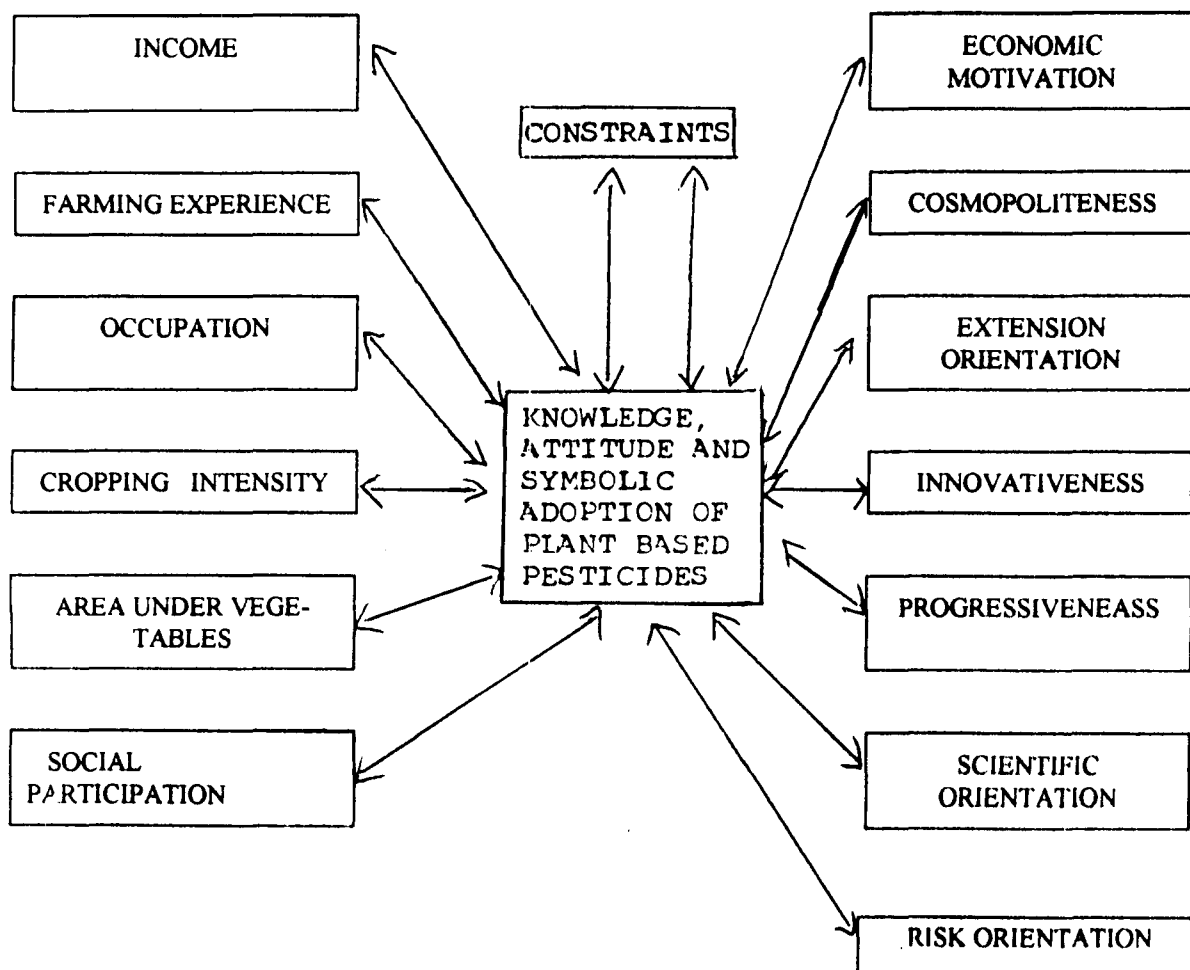 INCOME
FARMING EXPERIENCE
OCCUPATION
CROPPING INTENSITY
AREA UNDER VEGE-
TABLES
SOCIAL
PARTICIPATION
CONSTRAINTS
KNOWLEDGE,
ATTITUDE AND
SYMBOLIC
ADOPTION OF
PLANT BASED
PESTICIDES
ECONOMIC
MOTIVATION
COSMOPOLITENESS
EXTENSION
ORIENTATION
INNOVATIVENESS
PROGRESSIVENEASS
SCIENTIFIC
ORIENTATION
RISK ORIENTATION